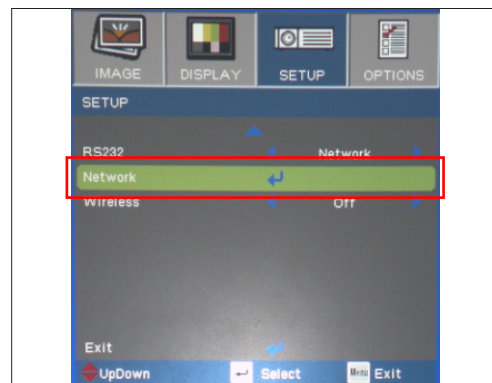 IMAGE DISPLAY SETUP OPTIONS
SETUP
RS232 Network
Network
Wireless Off
Exit
UpDown Select Menu Exit